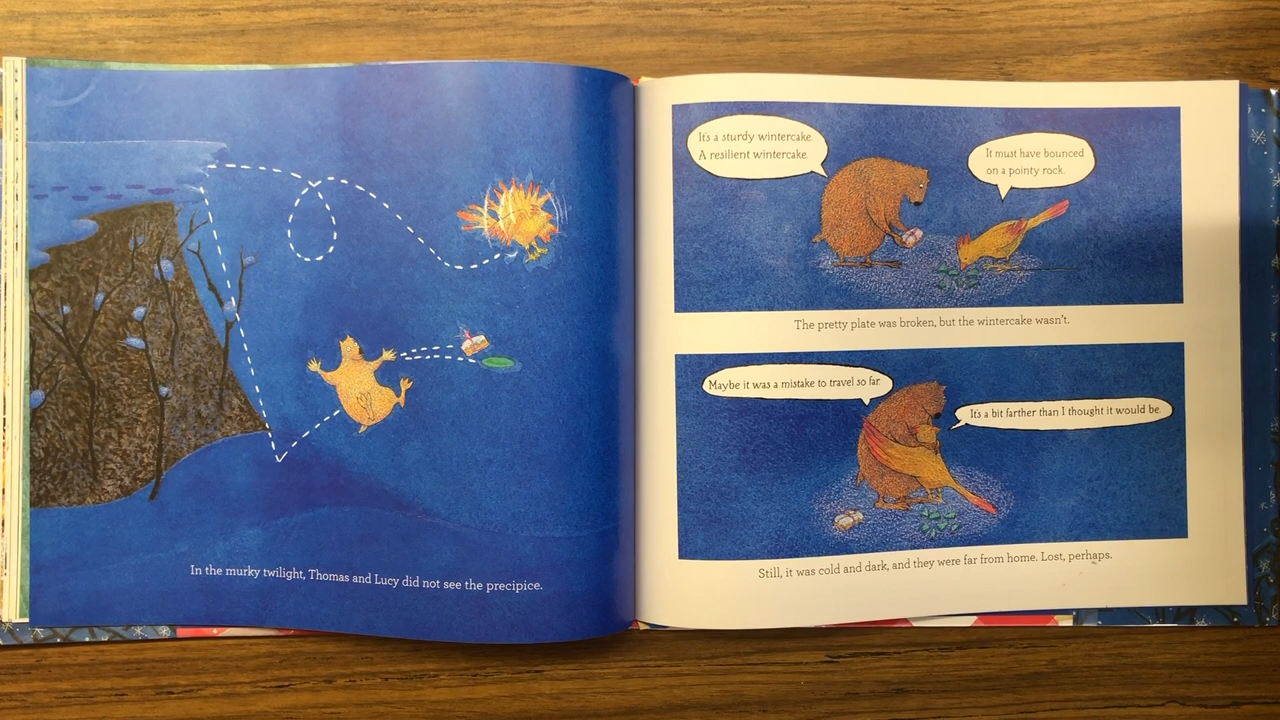 In the murky twilight, Thomas and Lucy did not see the precipice.
It's a sturdy wintercake.
A resilient wintercake.
It must have bounced
on a pointy rock.
The pretty plate was broken, but the wintercake wasn't.
Maybe it was a mistake to travel so far.
It's a bit farther than I thought it would be.
Still, it was cold and dark, and they were far from home. Lost, perhaps.